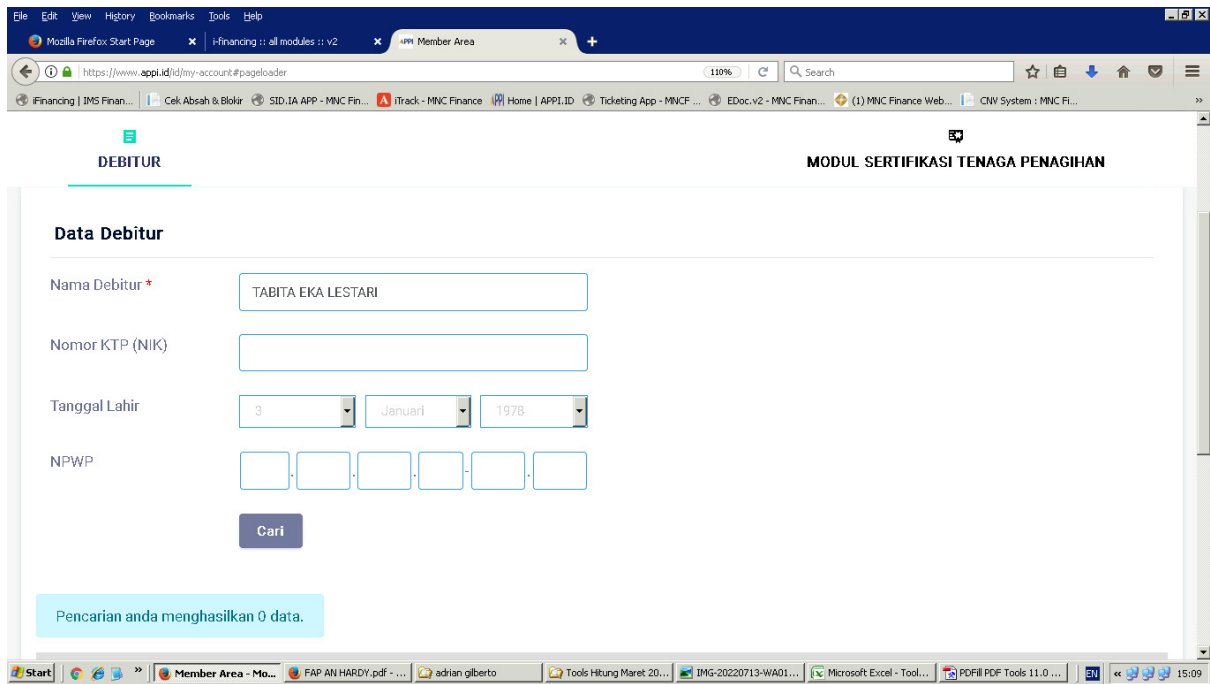 File Edit View History Bookmarks Tools Help
Mozilla Firefox Start Page i-financing :: all modules :: v2 APPI Member Area
https://www.appi.id/id/my-account#pageloader 110% Search
iFinancing | IMS Finan... Cek Absah & Blokir SID.IA APP - MNC Fin... iTrack - MNC Finance Home | APPI.ID Ticketing App - MNCF ... EDoc.v2 - MNC Finan... (1) MNC Finance Web... CNV System : MNC Fi... »
DEBITUR MODUL SERTIFIKASI TENAGA PENAGIHAN
Data Debitur
Nama Debitur * TABITA EKA LESTARI
Nomor KTP (NIK)
Tanggal Lahir 3 Januari 1978
NPWP . . . - .
Cari
Pencarian anda menghasilkan 0 data.
Start » Member Area - Mo... FAP AN HARDY.pdf - ... adrian gilberto Tools Hitung Maret 20... IMG-20220713-WA01... Microsoft Excel - Tool... PDFill PDF Tools 11.0 ... EN « 15:09